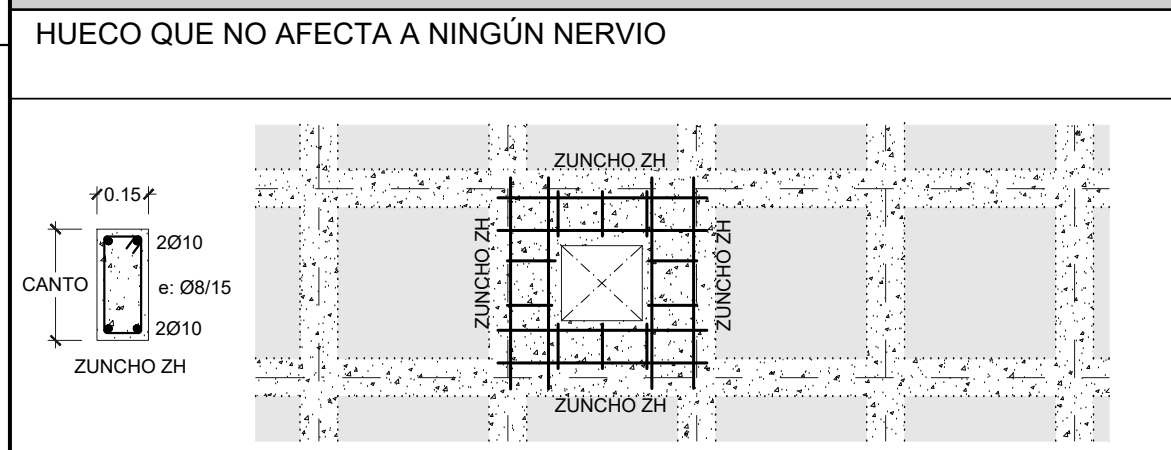 HUECO QUE NO AFECTA A NINGÚN NERVIO
0.15
2Ø10
CANTO
e: Ø8/15
2Ø10
ZUNCHO ZH
ZUNCHO ZH
ZUNCHO ZH
ZUNCHO ZH
ZUNCHO ZH